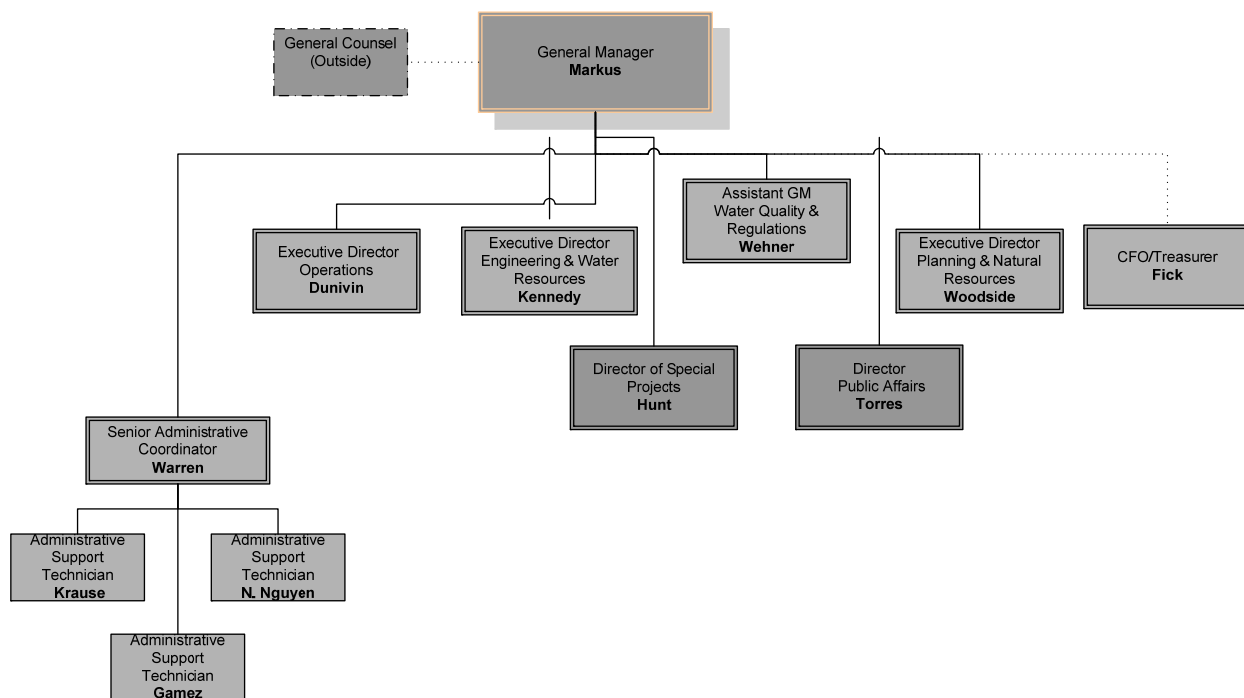 General Counsel
(Outside)
General Manager
Markus
Executive Director
Operations
Dunivin
Executive Director
Engineering & Water
Resources
Kennedy
Assistant GM
Water Quality &
Regulations
Wehner
Executive Director
Planning & Natural
Resources
Woodside
CFO/Treasurer
Fick
Director of Special
Projects
Hunt
Director
Public Affairs
Torres
Senior Administrative
Coordinator
Warren
Administrative
Support
Technician
Krause
Administrative
Support
Technician
N. Nguyen
Administrative
Support
Technician
Gamez